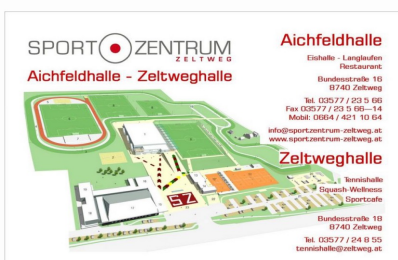 SPORT ZENTRUM
ZELTWEG
Aichfeldhalle - Zeltweghalle
SZ
Aichfeldhalle
Eishalle - Langlaufen
Restaurant
Bundesstraße 16
8740 Zeltweg
Tel. 03577/23 5 66
Fax 03577/23 5 66—14
Mobil: 0664 / 421 10 64
info@sportzentrum-zeltweg.at
www.sportzentrum-zeltweg.at
Zeltweghalle
Tennishalle
Squash-Wellness
Sportcafe
Bundesstraße 18
8740 Zeltweg
Tel. 03577 / 24 8 55
tennishalle@zeltweg.at